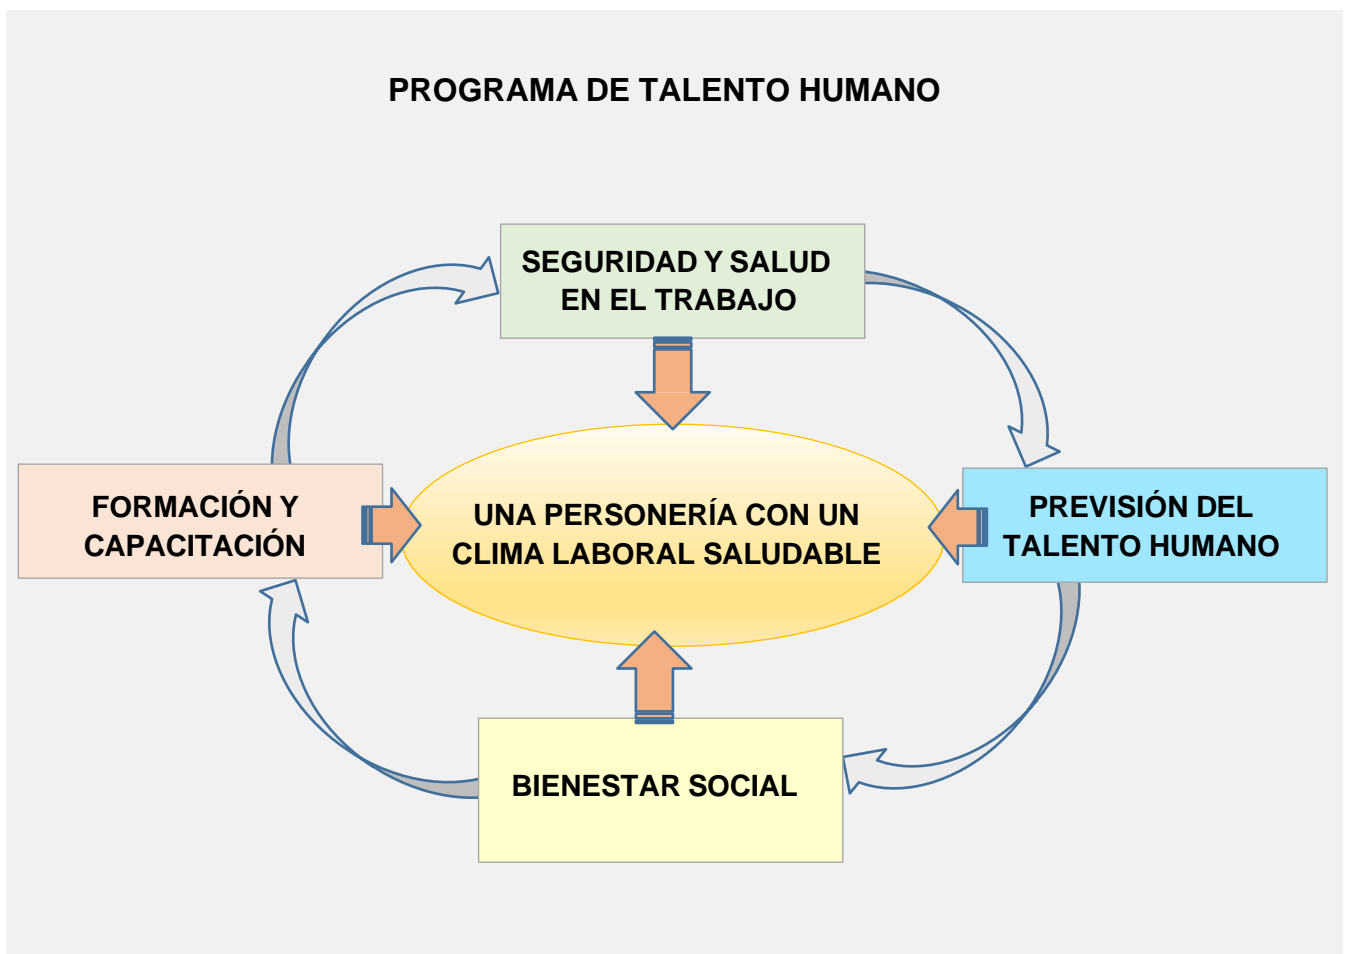 PROGRAMA DE TALENTO HUMANO
SEGURIDAD Y SALUD
EN EL TRABAJO
FORMACIÓN Y
CAPACITACIÓN
UNA PERSONERÍA CON UN
CLIMA LABORAL SALUDABLE
PREVISIÓN DEL
TALENTO HUMANO
BIENESTAR SOCIAL